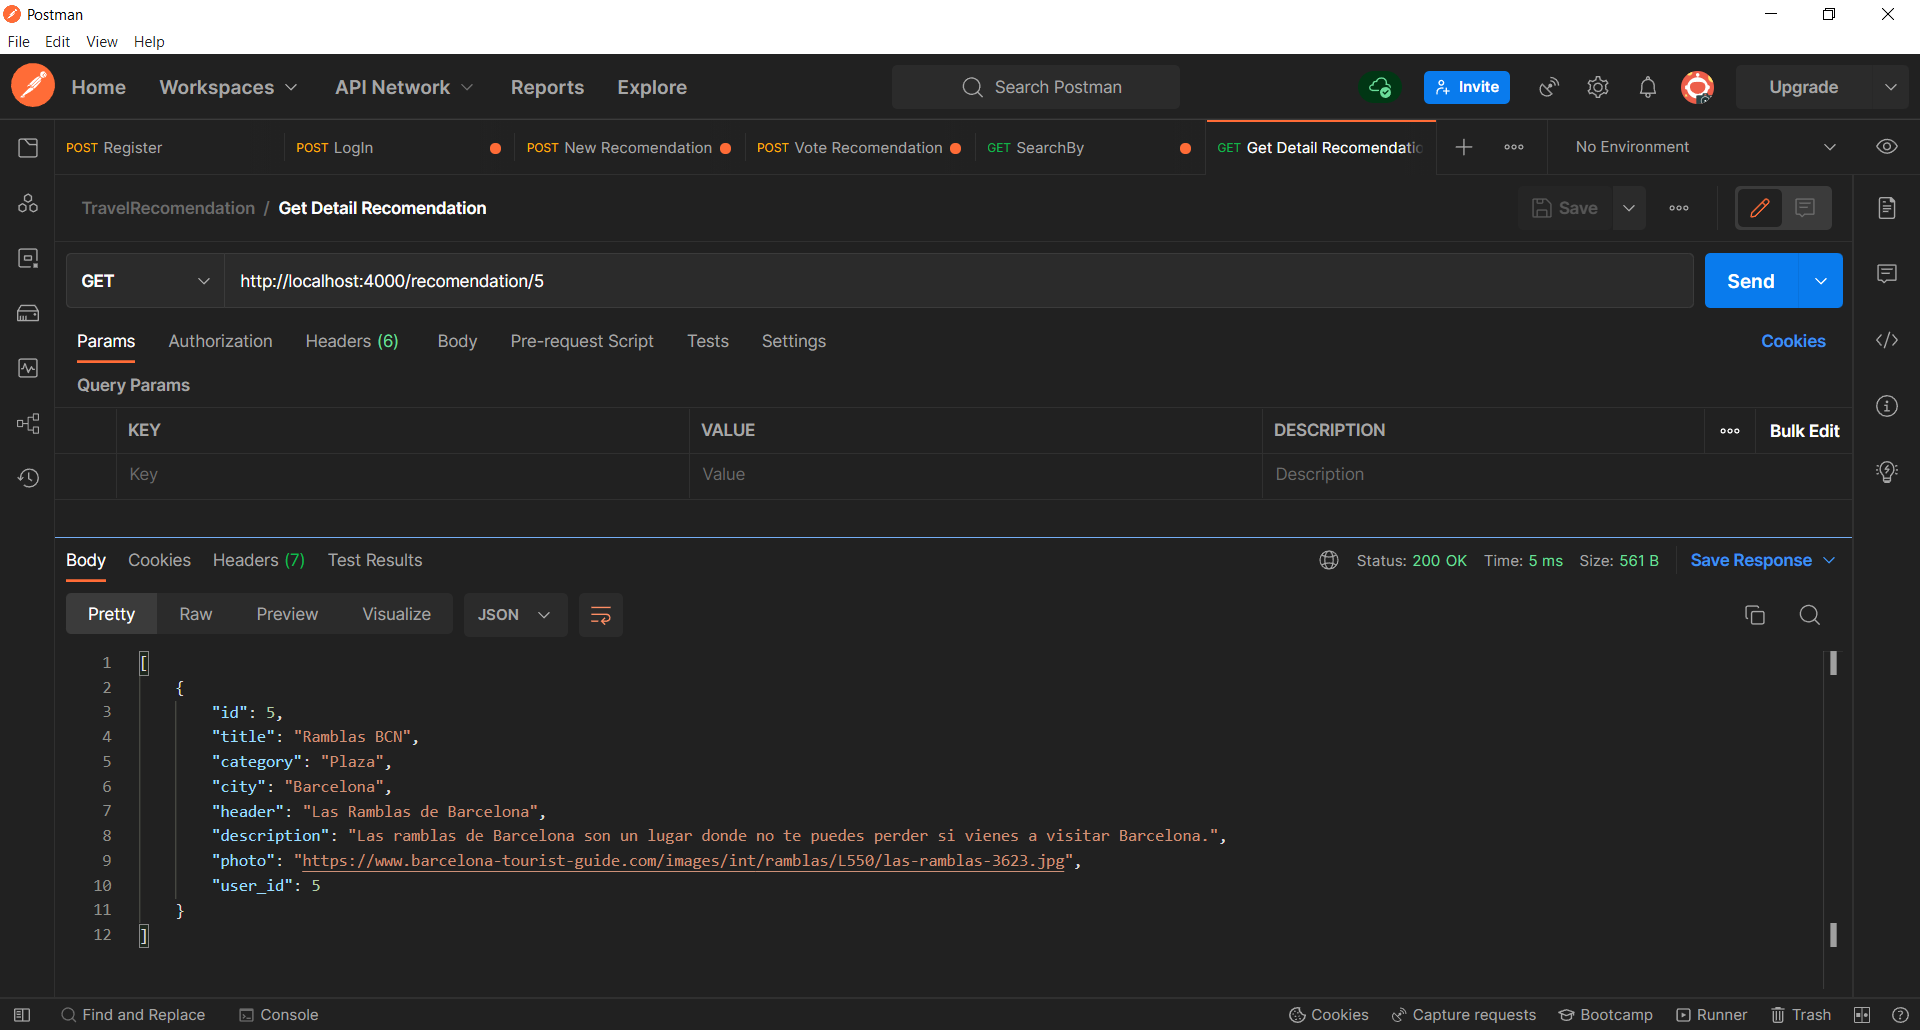 Postman
File Edit View Help
Home Workspaces API Network Reports Explore Search Postman Invite Upgrade
POST Register POST LogIn POST New Recomendation POST Vote Recomendation GET SearchBy GET Get Detail Recomendatio No Environment
TravelRecomendation / Get Detail Recomendation Save
GET http://localhost:4000/recomendation/5 Send
Params Authorization Headers (6) Body Pre-request Script Tests Settings Cookies
Query Params
KEY VALUE DESCRIPTION Bulk Edit
Key Value Description
Body Cookies Headers (7) Test Results Status: 200 OK Time: 5 ms Size: 561 B Save Response
Pretty Raw Preview Visualize JSON
1 [
2 {
3 "id": 5,
4 "title": "Ramblas BCN",
5 "category": "Plaza",
6 "city": "Barcelona",
7 "header": "Las Ramblas de Barcelona",
8 "description": "Las ramblas de Barcelona son un lugar donde no te puedes perder si vienes a visitar Barcelona.",
9 "photo": "https://www.barcelona-tourist-guide.com/images/int/ramblas/L550/las-ramblas-3623.jpg",
10 "user_id": 5
11 }
12 ]
Find and Replace Console Cookies Capture requests Bootcamp Runner Trash